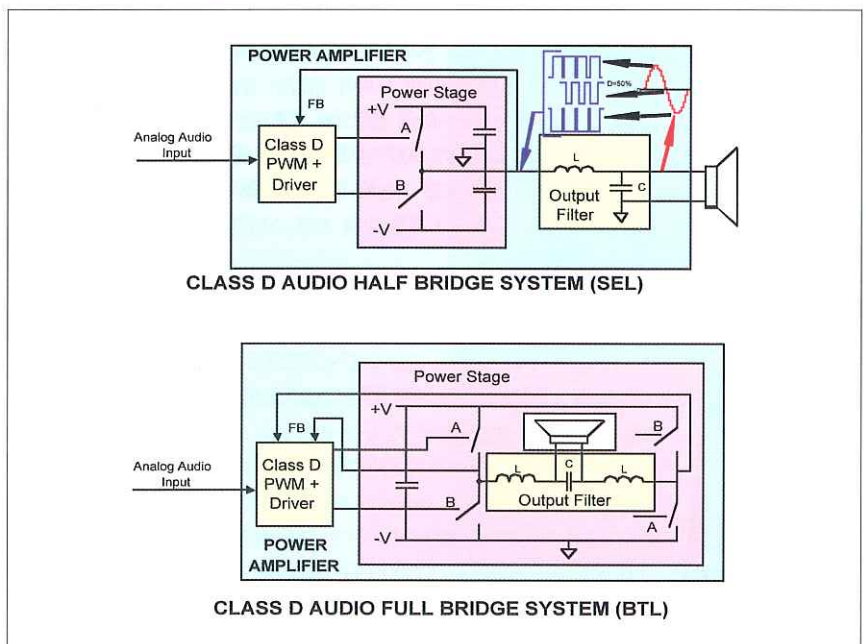 POWER AMPLIFIER
FB
Power Stage
+V
A
D=50%
Analog Audio
Input
Class D
PWM +
Driver
B
-V
L
C
Output
Filter
CLASS D AUDIO HALF BRIDGE SYSTEM (SEL)
Power Stage
+V
FB
A
B
Analog Audio
Input
Class D
PWM +
Driver
L
C
L
Output Filter
B
A
-V
POWER
AMPLIFIER
CLASS D AUDIO FULL BRIDGE SYSTEM (BTL)